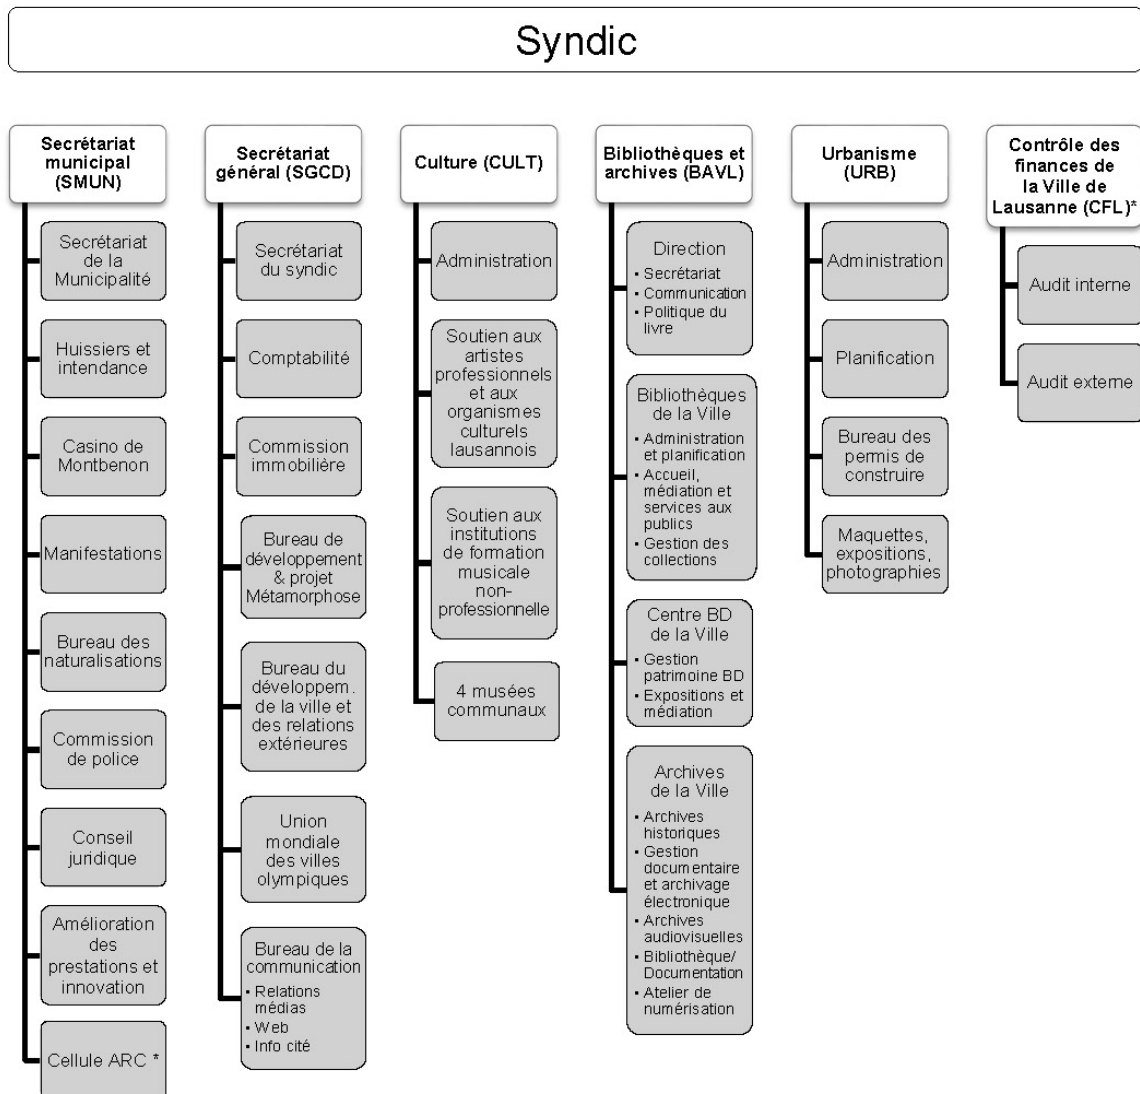 Syndic
Secrétariat
municipal
(SMUN)
Secrétariat
de la
Municipalité
Huissiers et
intendance
Casino de
Montbenon
Manifestations
Bureau des
naturalisations
Commission
de police
Conseil
juridique
Amélioration
des
prestations et
innovation
Cellule ARC *
Secrétariat
général (SGCD)
Secrétariat
du syndic
Comptabilité
Commission
immobilière
Bureau de
développement
& projet
Métamorphose
Bureau du
développem.
de la ville et
des relations
extérieures
Union
mondiale
des villes
olympiques
Bureau de la
communication
▪ Relations
médias
▪ Web
▪ Info cité
Culture (CULT)
Administration
Soutien aux
artistes
professionnels
et aux
organismes
culturels
lausannois
Soutien aux
institutions
de formation
musicale
non-
professionnelle
4 musées
communaux
Bibliothèques et
archives (BAVL)
Direction
▪ Secrétariat
▪ Communication
▪ Politique du
livre
Bibliothèques
de la Ville
▪ Administration
et planification
▪ Accueil,
médiation et
services aux
publics
▪ Gestion des
collections
Centre BD
de la Ville
▪ Gestion
patrimoine BD
▪ Expositions et
médiation
Archives
de la Ville
▪ Archives
historiques
▪ Gestion
documentaire
et archivage
électronique
▪ Archives
audiovisuelles
▪ Bibliothèque/
Documentation
▪ Atelier de
numérisation
Urbanisme
(URB)
Administration
Planification
Bureau des
permis de
construire
Maquettes,
expositions,
photographies
Contrôle des
finances de
la Ville de
Lausanne (CFL)*
Audit interne
Audit externe